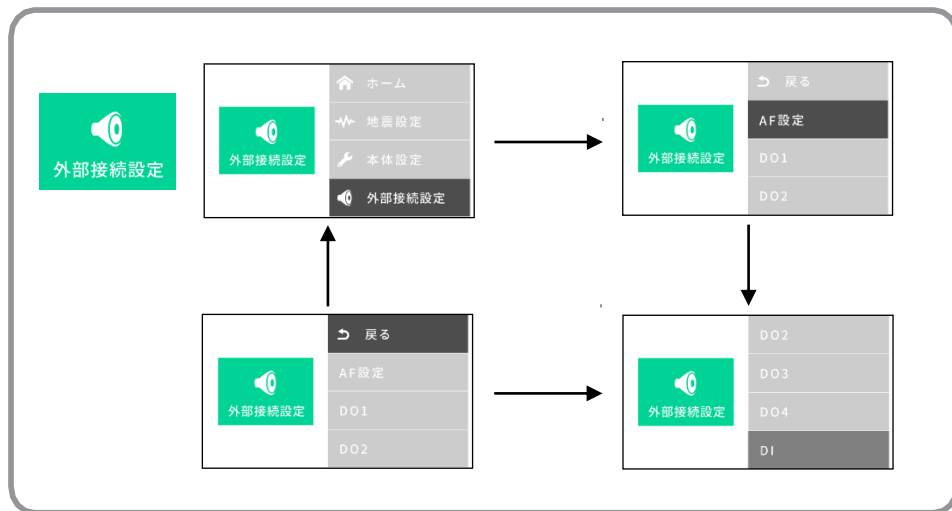 外部接続設定
外部接続設定
ホーム
地震設定
本体設定
外部接続設定
外部接続設定
戻る
AF設定
DO1
DO2
外部接続設定
戻る
AF設定
DO1
DO2
外部接続設定
DO2
DO3
DO4
DI